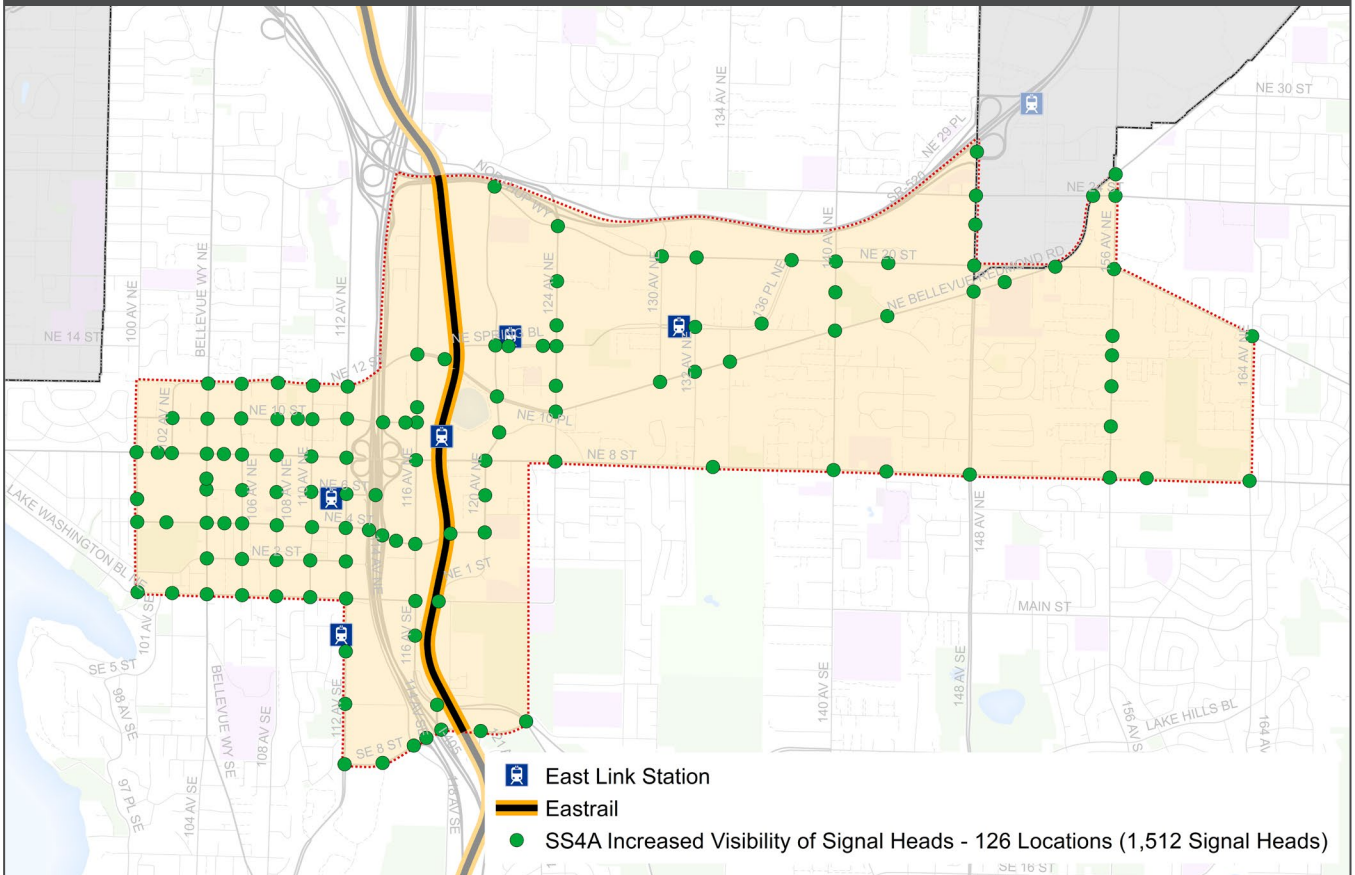 NE 30 ST
134 AV NE
NE 29 PL
SR-520
NE 24 ST
156 AV NE
140 AV NE
NE 20 ST
NE BELLEVUE REDMOND RD
130 AV NE
136 PL NE
124 AV NE
BELLEVUE WY NE
112 AV NE
100 AV NE
NE 14 ST
NE 12 ST
132 AV NE
164 AV NE
NE 10 ST
NE 10 PL
102 AV NE
NE 8 ST
106 AV NE
108 AV NE
110 AV NE
NE 6 ST
116 AV NE
120 AV NE
NE 4 ST
148 AV NE
LAKE WASHINGTON BL NE
NE 2 ST
NE 1 ST
MAIN ST
101 AV SE
116 AV SE
SE 5 ST
98 AV SE
BELLEVUE WY SE
108 AV SE
112 AV SE
140 AV SE
148 AV SE
LAKE HILLS BL
SE 8 ST
97 PL SE
104 AV SE
118 AV SE
East Link Station
Eastrail
SS4A Increased Visibility of Signal Heads - 126 Locations (1,512 Signal Heads)
SE 16 ST